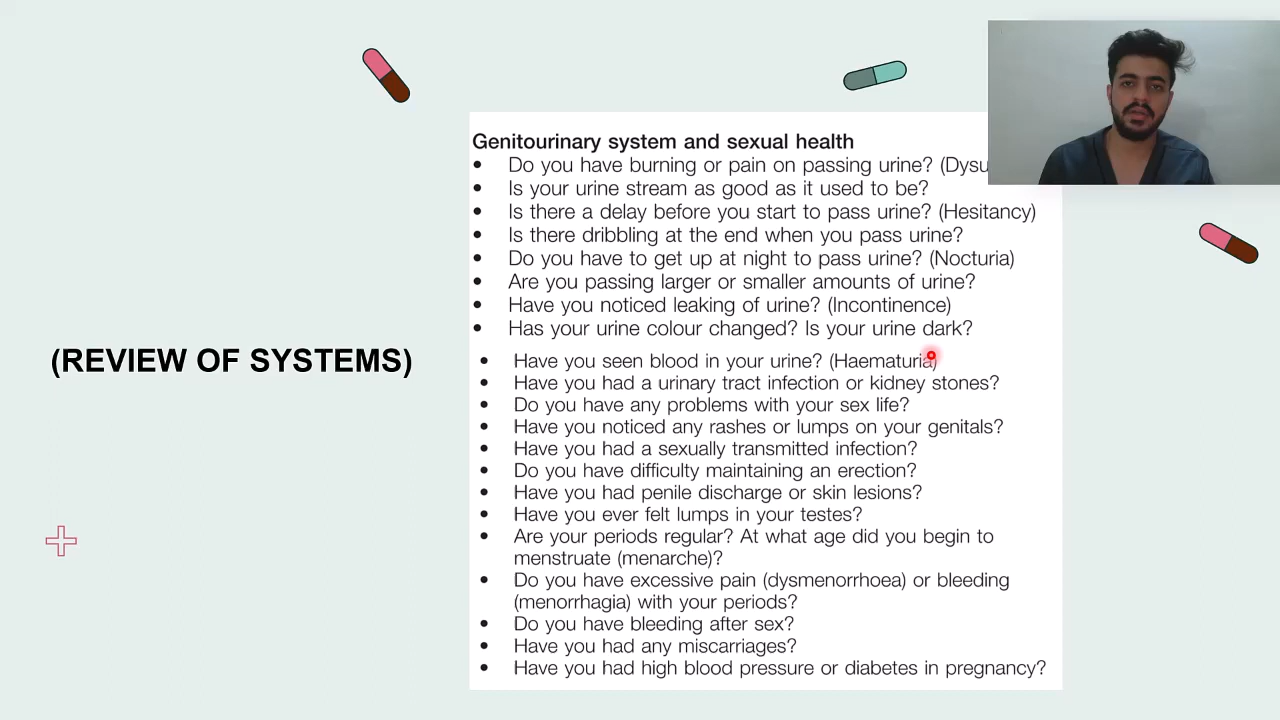 (REVIEW OF SYSTEMS)
Genitourinary system and sexual health
• Do you have burning or pain on passing urine?
• Is your urine stream as good as it used to be?
• Is there a delay before you start to pass urine? (Hesitancy)
• Is there dribbling at the end when you pass urine?
• Do you have to get up at night to pass urine? (Nocturia)
• Are you passing larger or smaller amounts of urine?
• Have you noticed leaking of urine? (Incontinence)
• Has your urine colour changed? Is your urine dark?
• Have you seen blood in your urine? (Haematuria)
• Have you had a urinary tract infection or kidney stones?
• Do you have any problems with your sex life?
• Have you noticed any rashes or lumps on your genitals?
• Have you had a sexually transmitted infection?
• Do you have difficulty maintaining an erection?
• Have you had penile discharge or skin lesions?
• Have you ever felt lumps in your testes?
• Are your periods regular? At what age did you begin to
menstruate (menarche)?
• Do you have excessive pain (dysmenorrhoea) or bleeding
(menorrhagia) with your periods?
• Do you have bleeding after sex?
• Have you had any miscarriages?
• Have you had high blood pressure or diabetes in pregnancy?